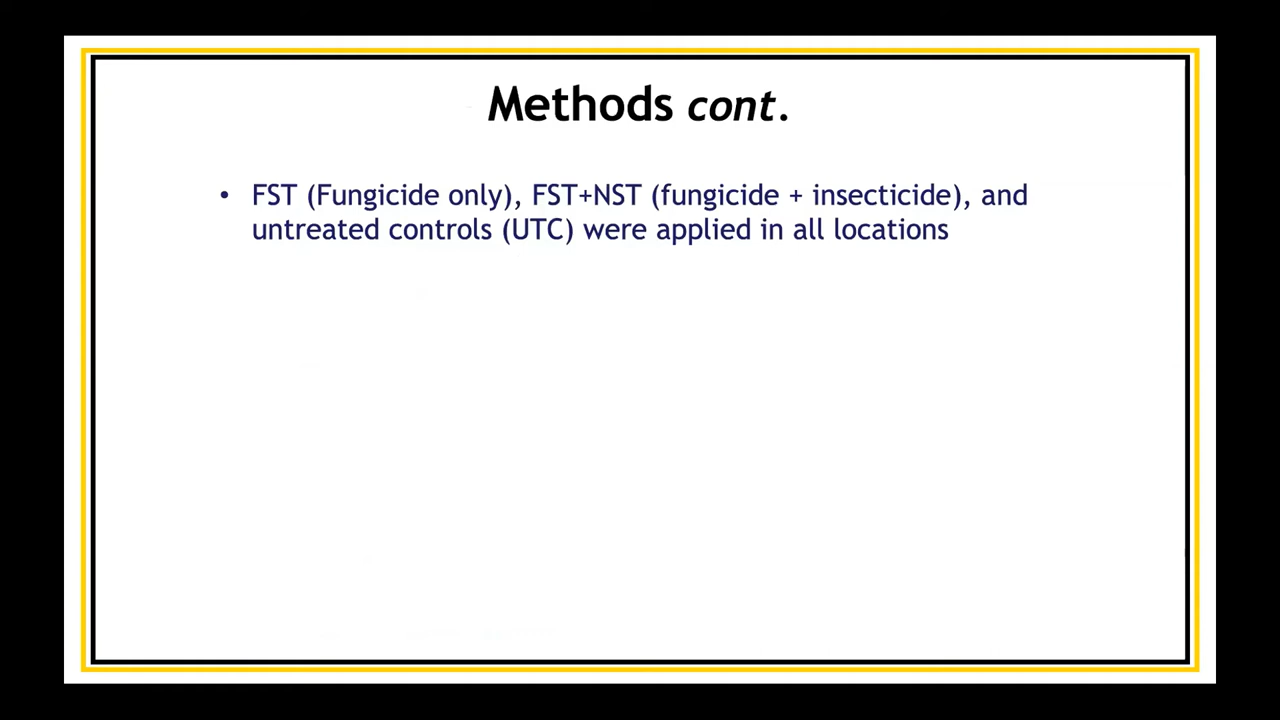 Methods cont.
• FST (Fungicide only), FST+NST (fungicide + insecticide), and
untreated controls (UTC) were applied in all locations